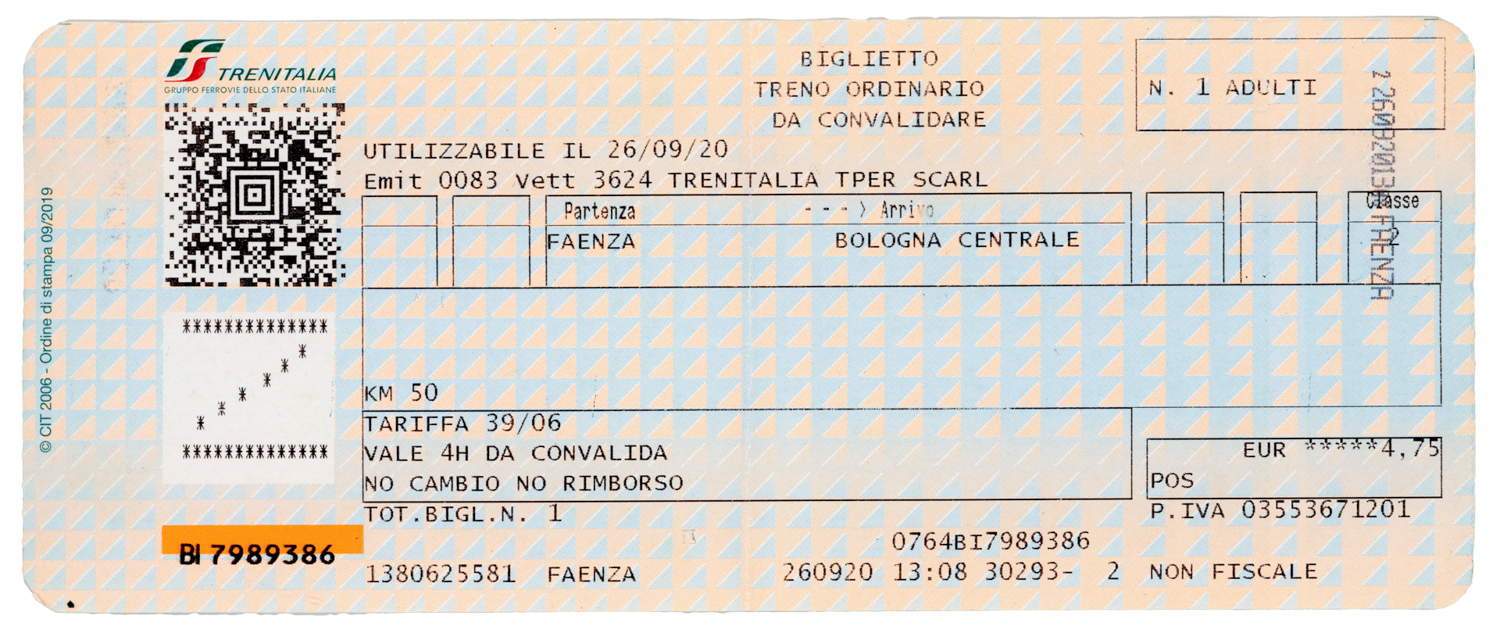 TRENITALIA
GRUPPO FERROVIE DELLO STATO ITALIANE
BIGLIETTO
TRENO ORDINARIO
DA CONVALIDARE
N. 1 ADULTI
UTILIZZABILE IL 26/09/20
Emit 0083 Vett 3624 TRENITALIA TPER SCARL
Partenza - - - > Arrivo Classe
FAENZA BOLOGNA CENTRALE 2
KM 50
TARIFFA 39/06
VALE 4H DA CONVALIDA
NO CAMBIO NO RIMBORSO
EUR *****4,75
POS
TOT.BIGL.N. 1
P.IVA 03553671201
0764BI7989386
1380625581 FAENZA 260920 13:08 30293- 2 NON FISCALE
**************
*
*
*
*
*
*
**************
BI 7989386
© CIT 2006 - Ordine di stampa 09/2019
FAENZA